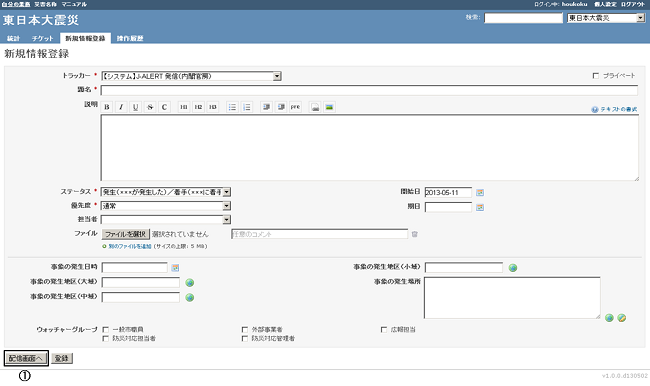 自分の業務 災害名称 マニュアル ログイン中: houkoku 個人設定 ログアウト
東日本大震災 検索: 東日本大震災
統計 チケット 新規情報登録 操作履歴
新規情報登録
トラッカー * 【システム】J-ALERT 発信(内閣官房) プライベート
題名 *
説明 B I U S C H1 H2 H3 pre テキストの書式
ステータス * 発生(×××が発生した)／着手(×××に着手 開始日 2013-05-11
優先度 * 通常 期日
担当者
ファイル ファイルを選択 選択されていません 任意のコメント
別のファイルを追加 (サイズの上限: 5 MB)
事象の発生日時 事象の発生地区(小域)
事象の発生地区(大域) 事象の発生場所
事象の発生地区(中域)
ウォッチャーグループ 一般市職員 外部事業者 広報担当
防災対応担当者 防災対応管理者
配信画面へ 登録
①
v1.0.0.d130502